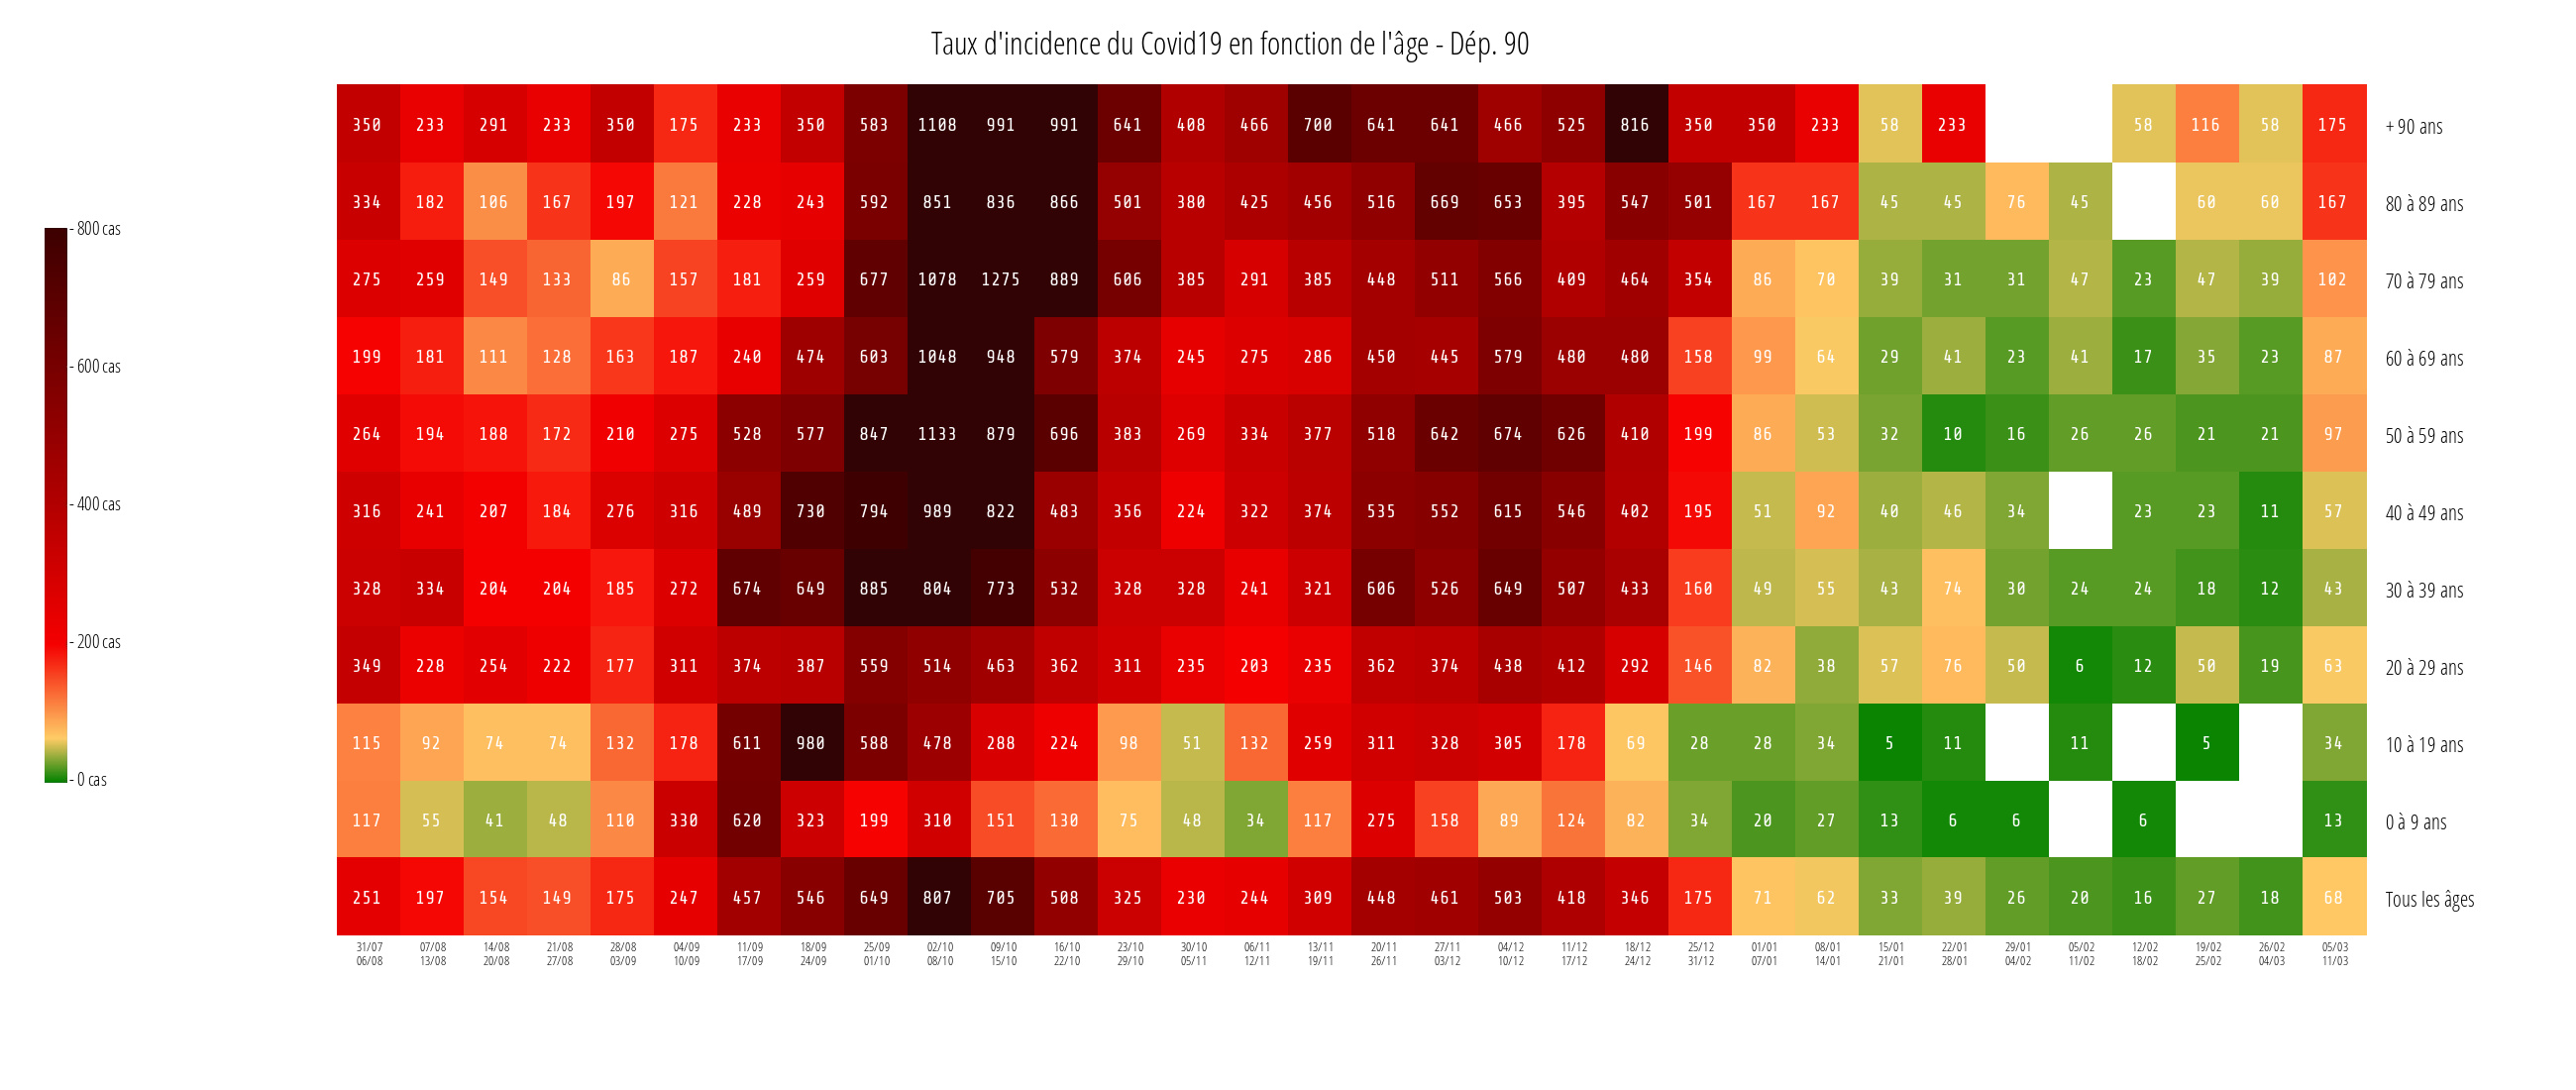 Taux d'incidence du Covid19 en fonction de l'âge - Dép. 90
350 233 291 233 350 175 233 350 583 1108 991 991 641 408 466 700 641 641 466 525 816 350 350 233 58 233 58 116 58 175 + 90 ans
334 182 106 167 197 121 228 243 592 851 836 866 501 380 425 456 516 669 653 395 547 501 167 167 45 45 76 45 60 60 167 80 à 89 ans
- 800 cas
275 259 149 133 86 157 181 259 677 1078 1275 889 606 385 291 385 448 511 566 409 464 354 86 70 39 31 31 47 23 47 39 102 70 à 79 ans
199 181 111 128 163 187 240 474 603 1048 948 579 374 245 275 286 450 445 579 480 480 158 99 64 29 41 23 41 17 35 23 87 60 à 69 ans
- 600 cas
264 194 188 172 210 275 528 577 847 1133 879 696 383 269 334 377 518 642 674 626 410 199 86 53 32 10 16 26 26 21 21 97 50 à 59 ans
- 400 cas
316 241 207 184 276 316 489 730 794 989 822 483 356 224 322 374 535 552 615 546 402 195 51 92 40 46 34 23 23 11 57 40 à 49 ans
328 334 204 204 185 272 674 649 885 804 773 532 328 328 241 321 606 526 649 507 433 160 49 55 43 74 30 24 24 18 12 43 30 à 39 ans
- 200 cas
349 228 254 222 177 311 374 387 559 514 463 362 311 235 203 235 362 374 438 412 292 146 82 38 57 76 50 6 12 50 19 63 20 à 29 ans
115 92 74 74 132 178 611 980 588 478 288 224 98 51 132 259 311 328 305 178 69 28 28 34 5 11 11 5 34 10 à 19 ans
- 0 cas
117 55 41 48 110 330 620 323 199 310 151 130 75 48 34 117 275 158 89 124 82 34 20 27 13 6 6 6 13 0 à 9 ans
251 197 154 149 175 247 457 546 649 807 705 508 325 230 244 309 448 461 503 418 346 175 71 62 33 39 26 20 16 27 18 68 Tous les âges
31/07 07/08 14/08 21/08 28/08 04/09 11/09 18/09 25/09 02/10 09/10 16/10 23/10 30/10 06/11 13/11 20/11 27/11 04/12 11/12 18/12 25/12 01/01 08/01 15/01 22/01 29/01 05/02 12/02 19/02 26/02 05/03
06/08 13/08 20/08 27/08 03/09 10/09 17/09 24/09 01/10 08/10 15/10 22/10 29/10 05/11 12/11 19/11 26/11 03/12 10/12 17/12 24/12 31/12 07/01 14/01 21/01 28/01 04/02 11/02 18/02 25/02 04/03 11/03